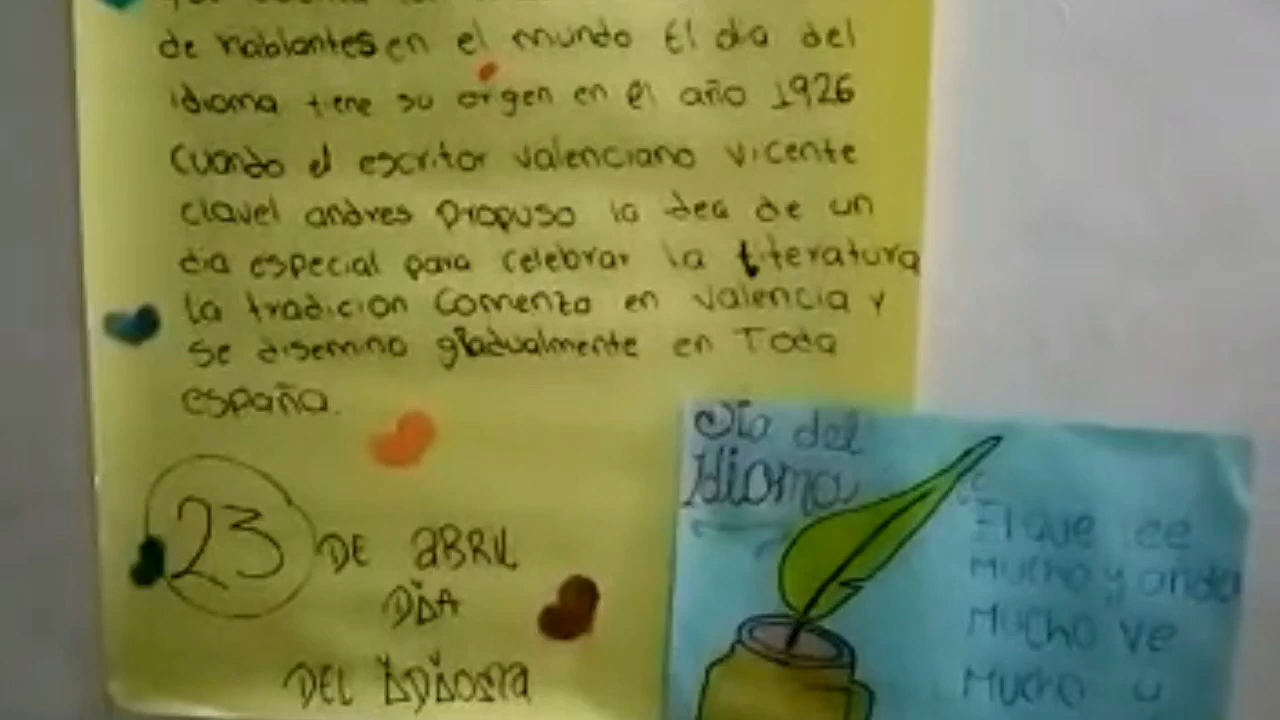 de hablantes en el mundo El dia del
idioma tiene su origen en el año 1926
Cuando el escritor valenciano vicente
clavel andres Propuso la dea de un
dia especial para celebrar la literatura
La tradicion Comenzo en valencia y
se disemino gradualmente en Toda
españa.
23 DE aBRIL
DíA
DEL IDIOMa
Día del
Idioma
"El que lee
Mucho y anda
Mucho ve
Mucho y